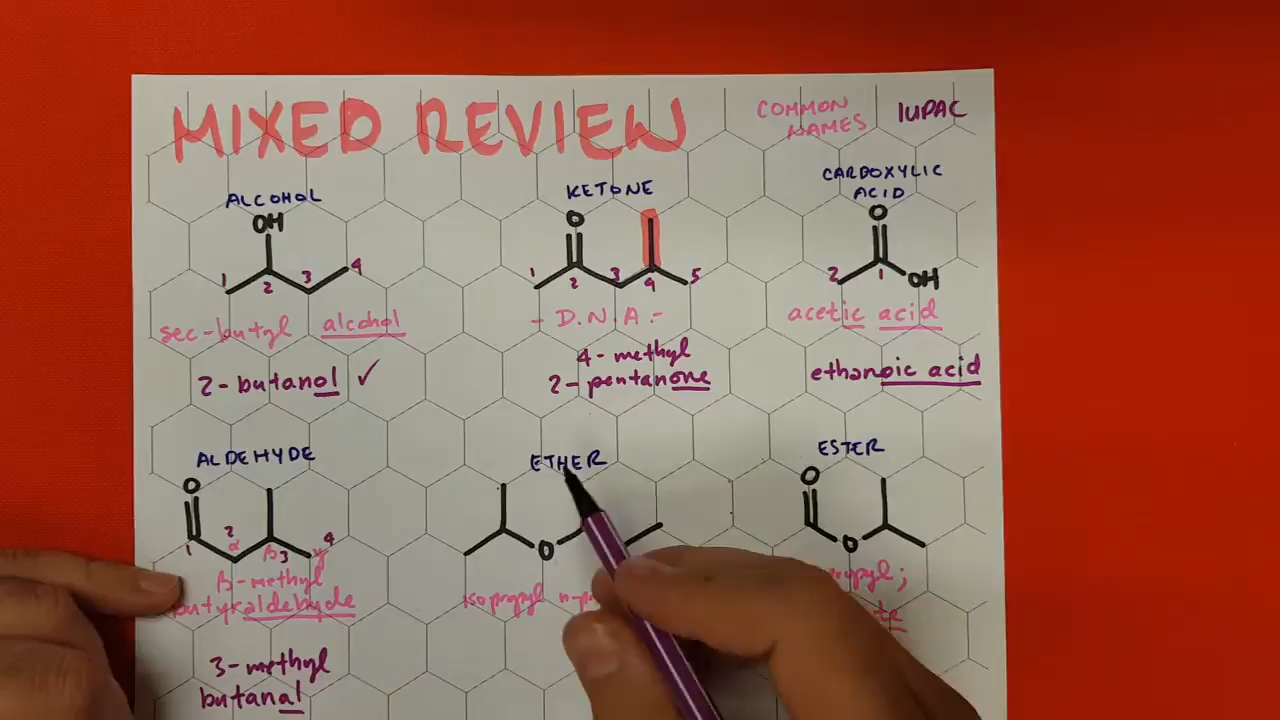 MIXED REVIEW
COMMON NAMES
IUPAC
ALCOHOL
OH
1 2 3 4
sec-butyl alcohol
2-butanol ✓
KETONE
O
1 2 3 4 5
- D.N.A. -
4-methyl
2-pentanone
CARBOXYLIC
ACID
O
2 1 OH
acetic acid
ethanoic acid
ALDEHYDE
O
1 2 3 4
α β γ
β-methyl
butyraldehyde
3-methyl
butanal
ETHER
O
isopropyl
ESTER
O
O